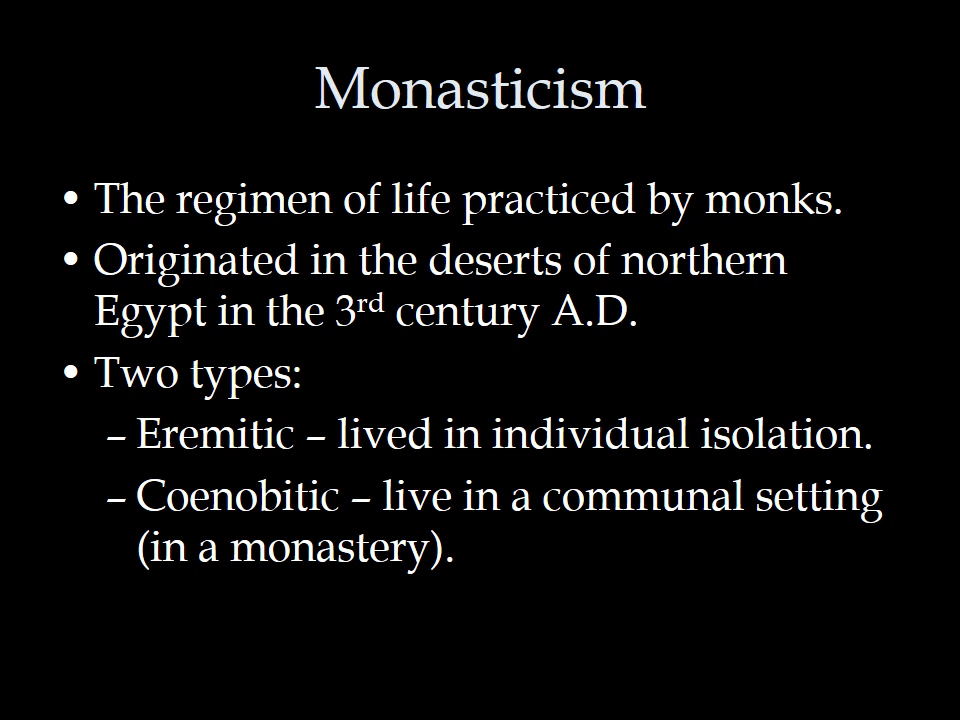 Monasticism
• The regimen of life practiced by monks.
• Originated in the deserts of northern
Egypt in the 3rd century A.D.
• Two types:
– Eremitic – lived in individual isolation.
– Coenobitic – live in a communal setting
(in a monastery).